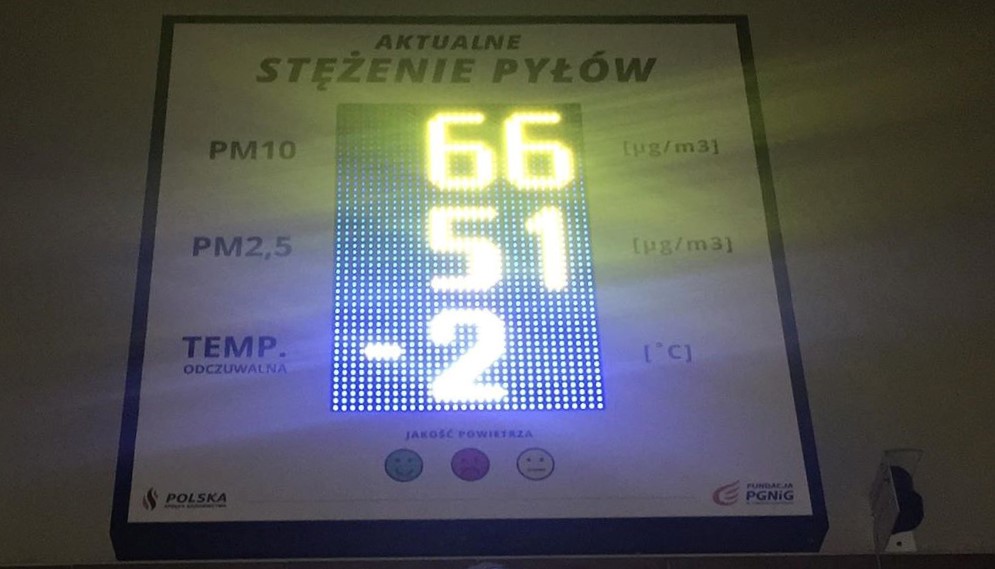 AKTUALNE
STĘŻENIE PYŁÓW
PM10 66 [µg/m3]
PM2,5 51 [µg/m3]
TEMP. -2 [°C]
ODCZUWALNA
JAKOŚĆ POWIETRZA
POLSKA
FUNDACJA
PGNiG